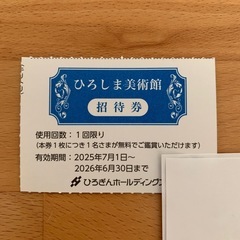 ひろしま美術館
招待券
使用回数：１回限り
(本券１枚につき１名さまが無料でご鑑賞いただけます)
有効期間：2025年7月1日～
2026年6月30日まで
ひろぎんホールディングス